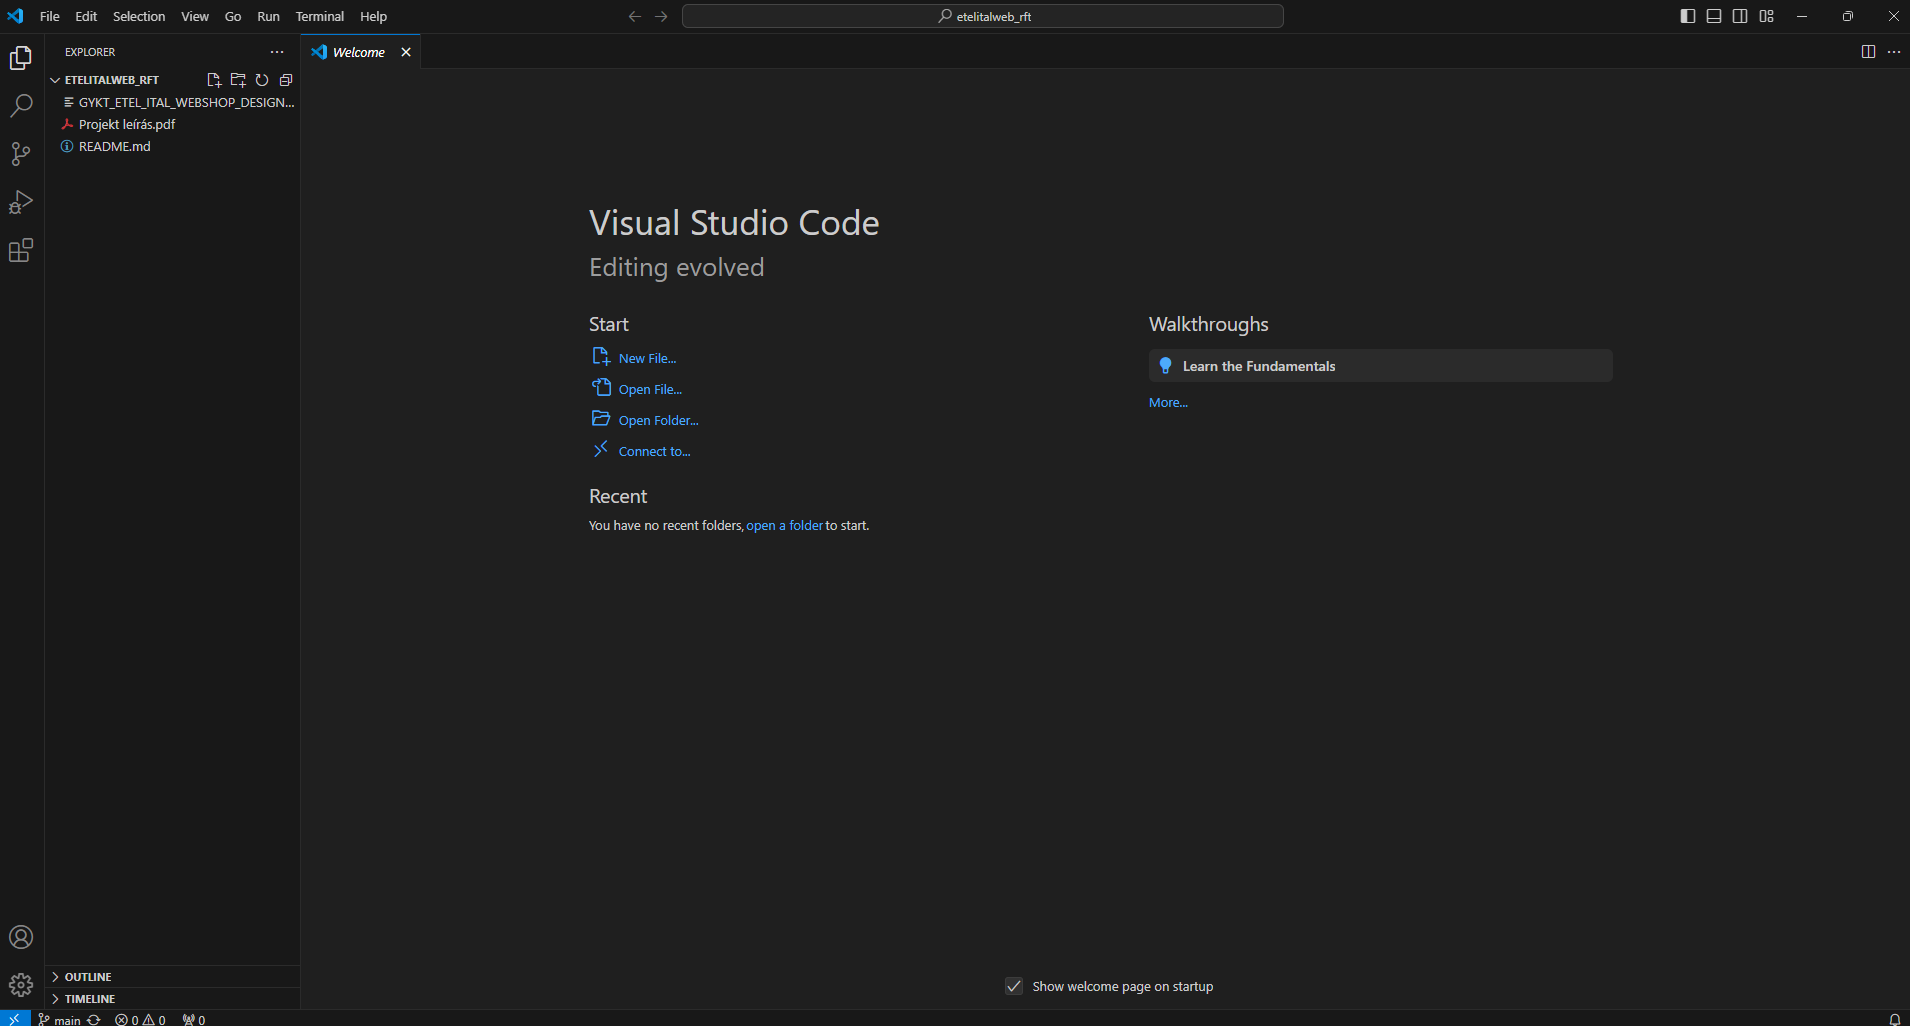 File Edit Selection View Go Run Terminal Help
etelitalweb_rft
EXPLORER
Welcome
ETELITALWEB_RFT
GYKT_ETEL_ITAL_WEBSHOP_DESIGN...
Projekt leírás.pdf
README.md
Visual Studio Code
Editing evolved
Start
New File...
Open File...
Open Folder...
Connect to...
Recent
You have no recent folders, open a folder to start.
Walkthroughs
Learn the Fundamentals
More...
Show welcome page on startup
OUTLINE
TIMELINE
main 0 0 0